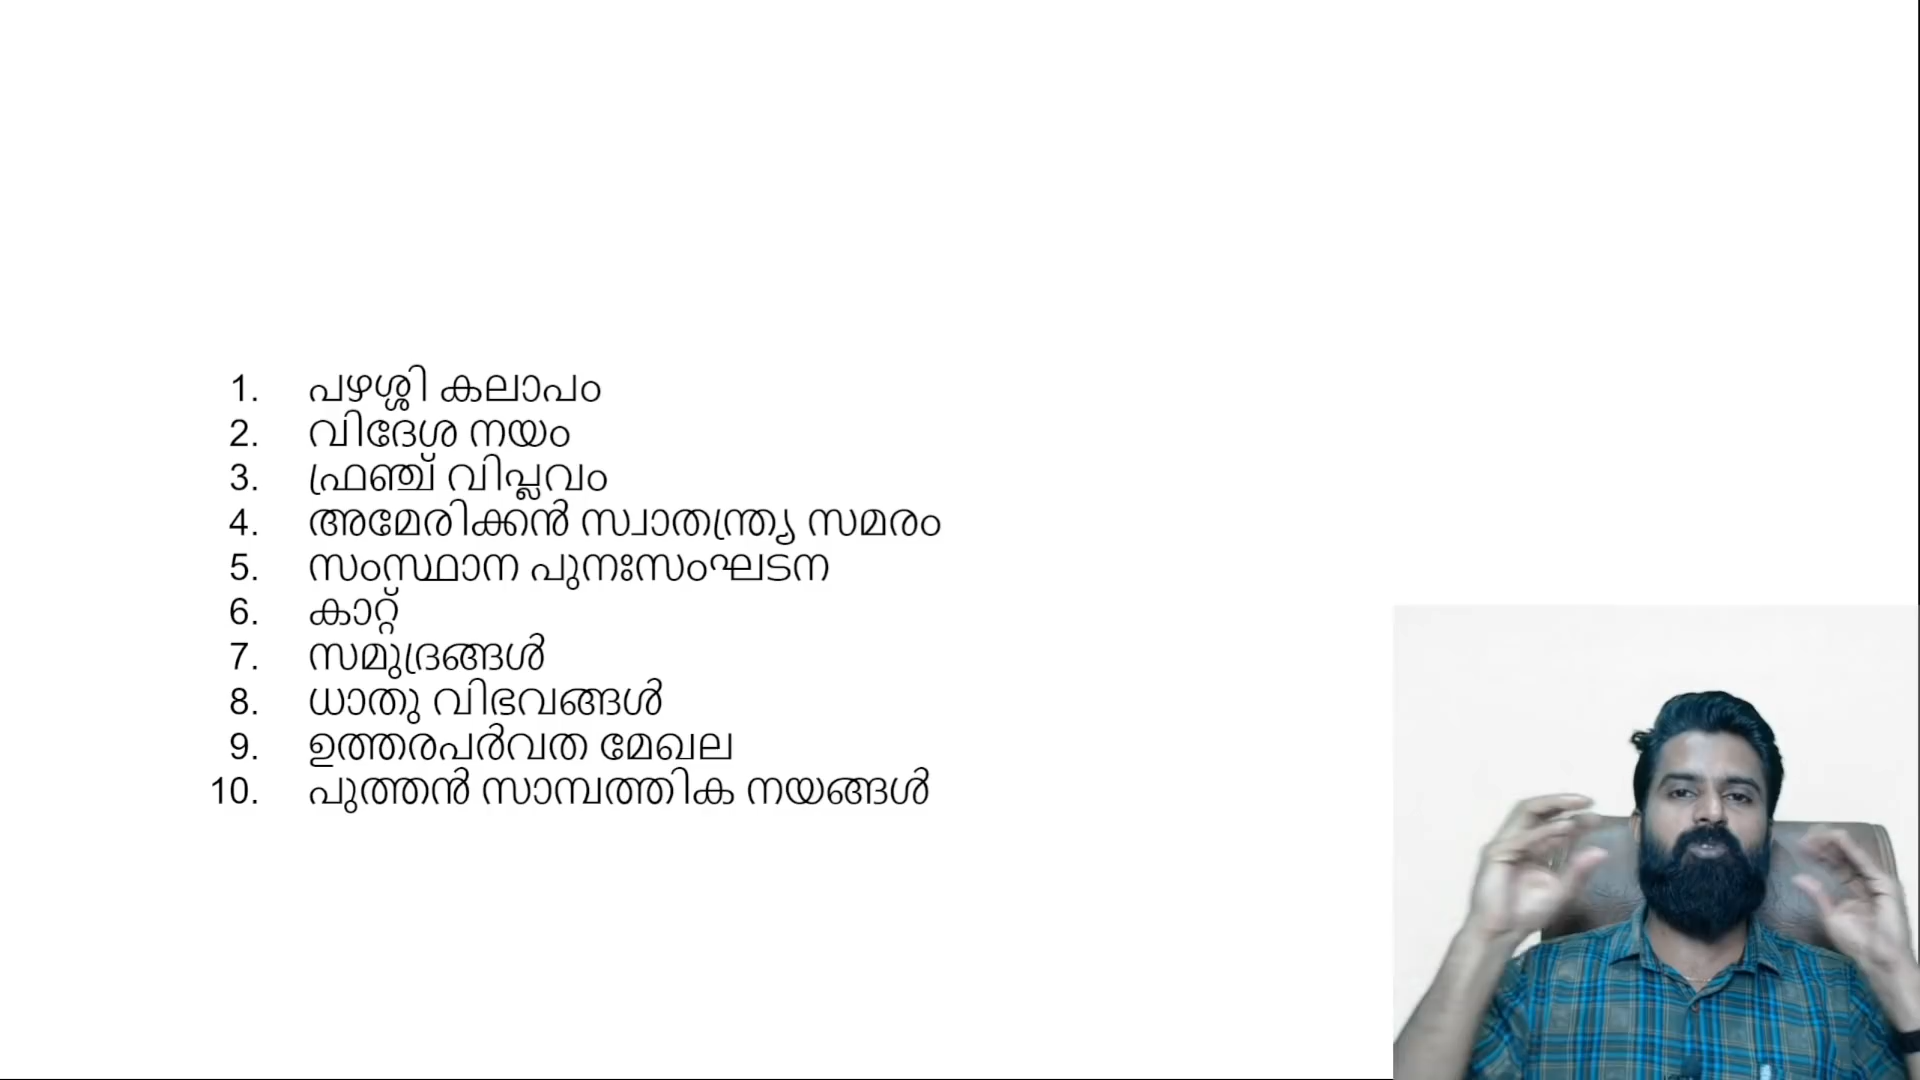 1. പഴശ്ശി കലാപം
2. വിദേശ നയം
3. ഫ്രഞ്ച് വിപ്ലവം
4. അമേരിക്കൻ സ്വാതന്ത്ര്യ സമരം
5. സംസ്ഥാന പുനഃസംഘടന
6. കാറ്റ്
7. സമുദ്രങ്ങൾ
8. ധാതു വിഭവങ്ങൾ
9. ഉത്തരപർവത മേഖല
10. പുത്തൻ സാമ്പത്തിക നയങ്ങൾ